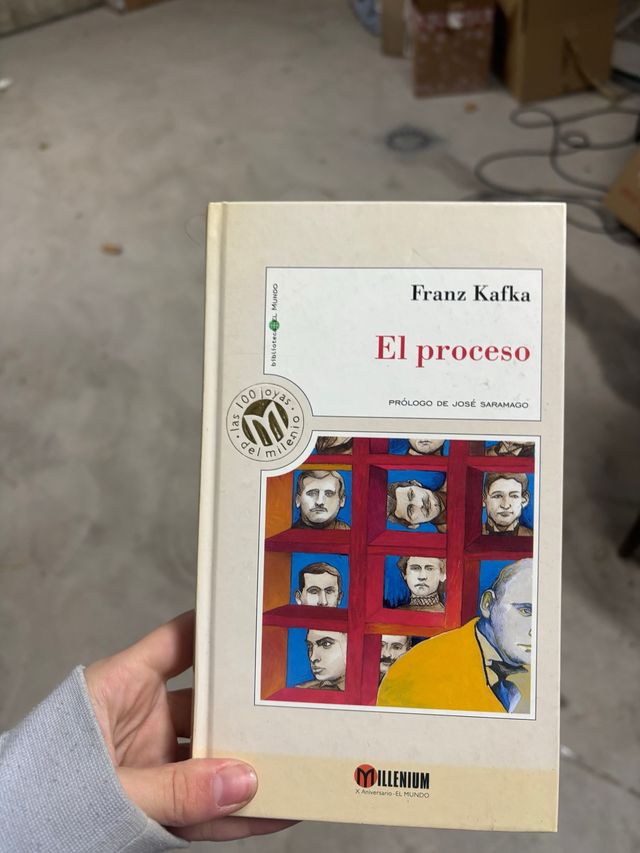 Franz Kafka
El proceso
PRÓLOGO DE JOSÉ SARAMAGO
biblioteca EL MUNDO
· las 100 joyas ·
del milenio
MILLENIUM
X Aniversario - EL MUNDO